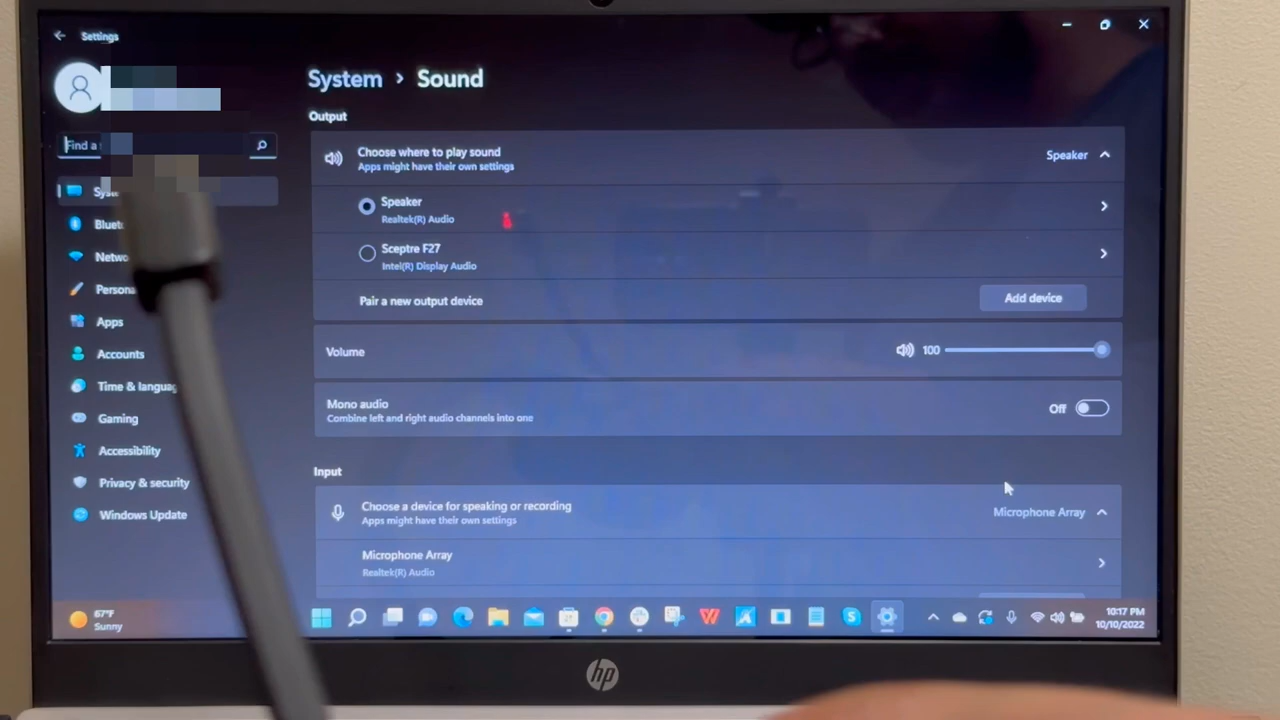 Settings
System > Sound
Output
Find a
Choose where to play sound
Apps might have their own settings
Speaker
Speaker
Realtek(R) Audio
Sceptre F27
Intel(R) Display Audio
Pair a new output device
Add device
Volume
100
Mono audio
Combine left and right audio channels into one
Off
Input
Choose a device for speaking or recording
Apps might have their own settings
Microphone Array
Microphone Array
Realtek(R) Audio
Apps
Accounts
Time & langua
Gaming
Accessibility
Privacy & security
Windows Update
67°F
Sunny
10:17 PM
10/10/2022
hp